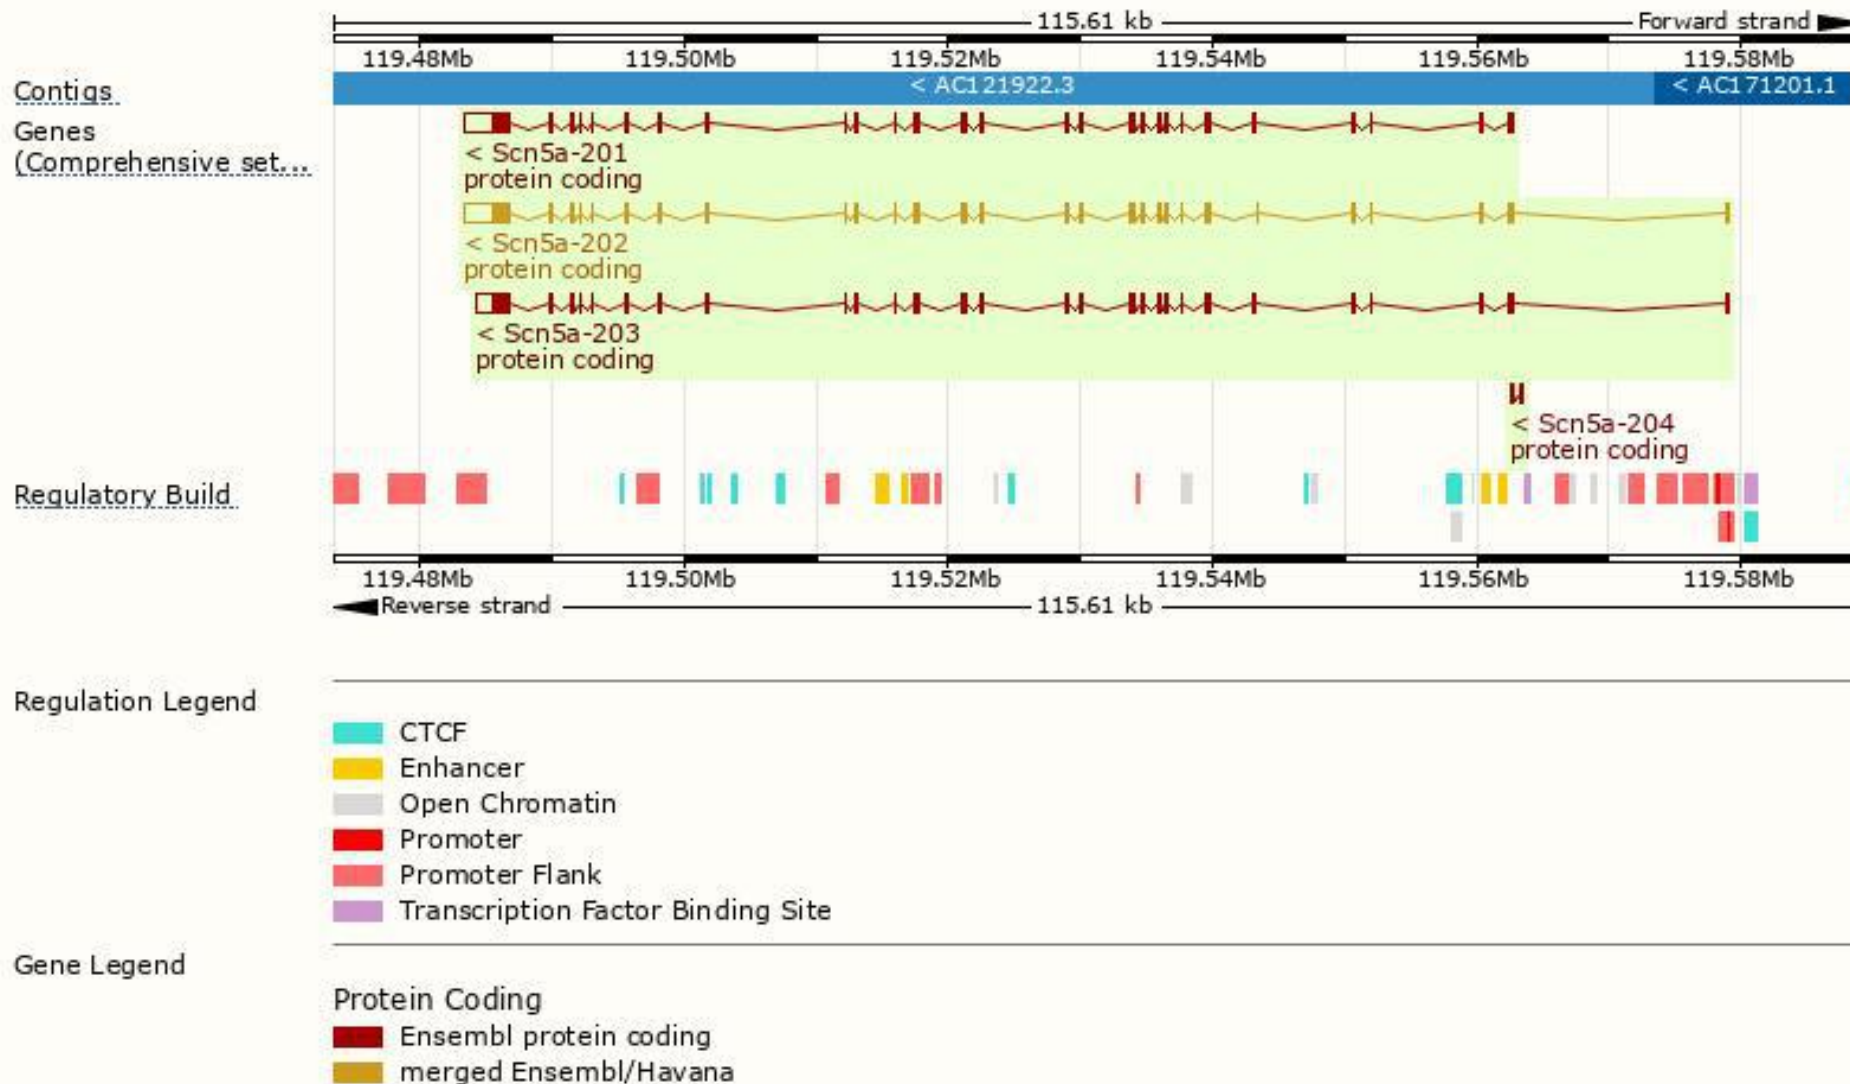 115.61 kb Forward strand
119.48Mb 119.50Mb 119.52Mb 119.54Mb 119.56Mb 119.58Mb
Contigs < AC121922.3 < AC171201.1
Genes
(Comprehensive set...
< Scn5a-201
protein coding
< Scn5a-202
protein coding
< Scn5a-203
protein coding
< Scn5a-204
protein coding
Regulatory Build
119.48Mb 119.50Mb 119.52Mb 119.54Mb 119.56Mb 119.58Mb
Reverse strand 115.61 kb
Regulation Legend
CTCF
Enhancer
Open Chromatin
Promoter
Promoter Flank
Transcription Factor Binding Site
Gene Legend
Protein Coding
Ensembl protein coding
merged Ensembl/Havana